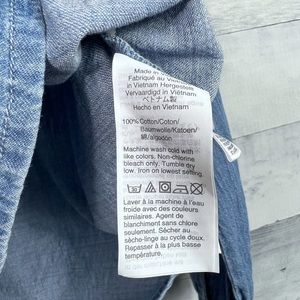 Made in Vietnam
Fabriqué au Vietnam
in Vietnam Hergestellt
Vervaardigd in Viëtnam
ベトナム製
Hecho en Vietnam
100% Cotton/Coton/
Baumwolle/Katoen/
綿/algodón
Machine wash cold with
like colors. Non-chlorine
bleach only. Tumble dry
low. Iron on lowest setting.
Laver à la machine à l'eau
froide avec des couleurs
similaires. Agent de
blanchiment sans chlore
seulement. Sécher au
sèche-linge au cycle doux.
Repasser à la plus basse
température.